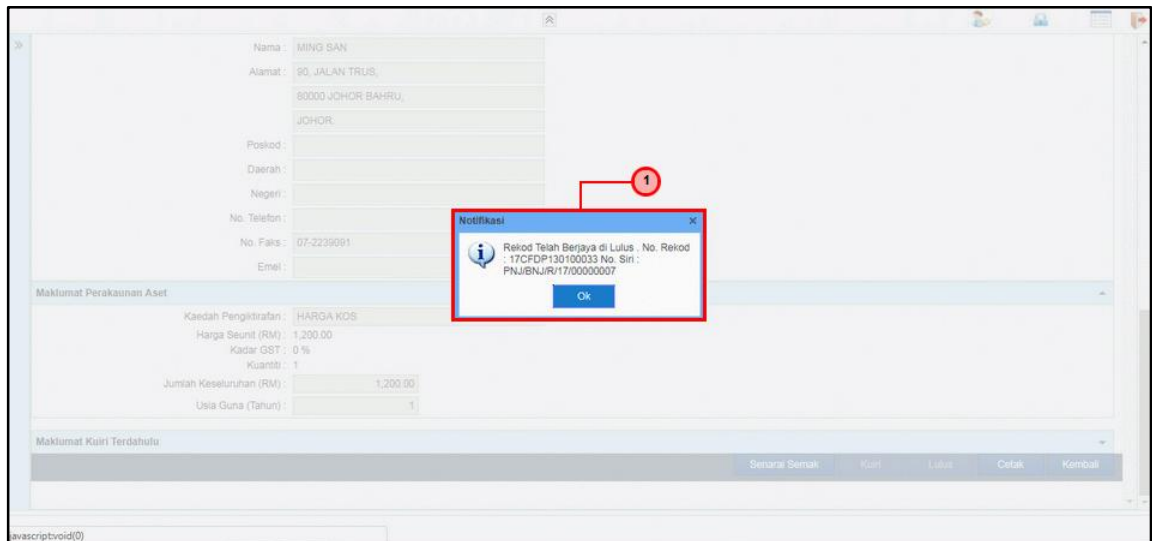 Nama : MING SAN
Alamat : 90, JALAN TRUS,
80000 JOHOR BAHRU,
JOHOR.
Poskod :
Daerah :
1
Negeri :
No. Telefon :
Notifikasi x
No. Faks : 07-2239091
Rekod Telah Berjaya di Lulus . No. Rekod
: 17CFDP130100033 No. Siri :
PNJ/BNJ/R/17/00000007
Emel :
Ok
Maklumat Perakaunan Aset
Kaedah Pengiktirafan : HARGA KOS
Harga Seunit (RM) : 1,200.00
Kadar GST : 0 %
Kuantiti : 1
Jumlah Keseluruhan (RM) : 1,200.00
Usia Guna (Tahun) : 1
Maklumat Kuiri Terdahulu
Senarai Semak Kuiri Lulus Cetak Kembali
javascript:void(0)